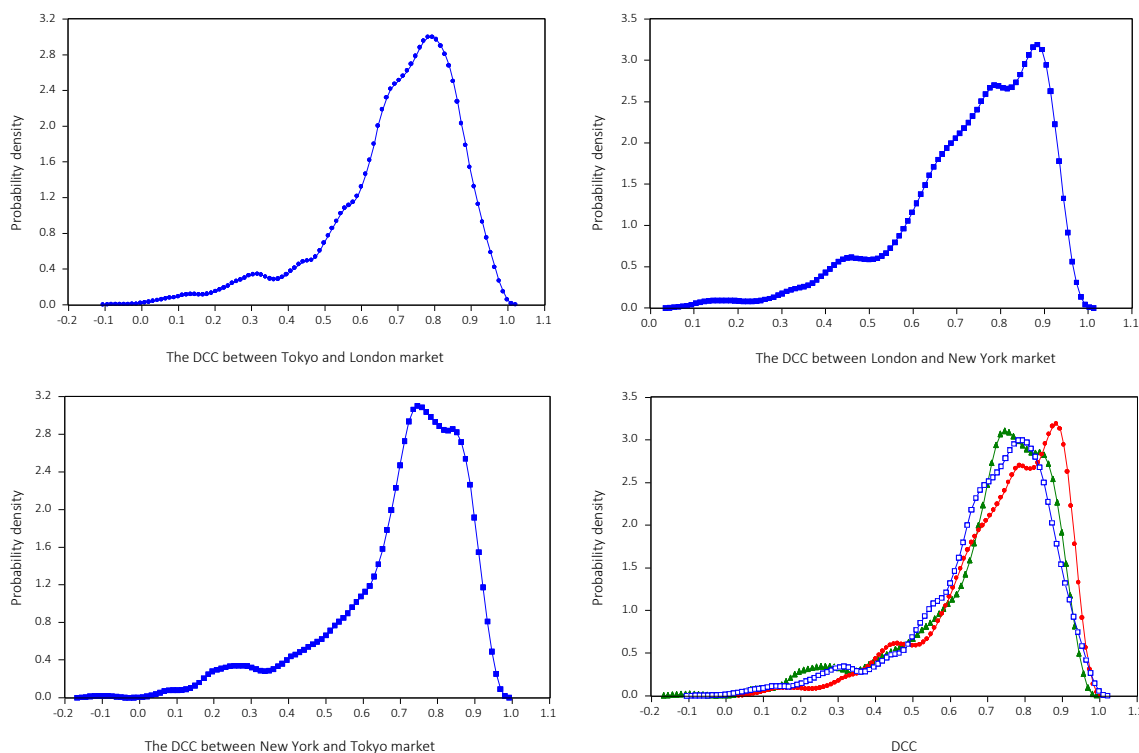 3.2
2.8
2.4
2.0
1.6
1.2
0.8
0.4
0.0
Probability density
-0.2 -0.1 0.0 0.1 0.2 0.3 0.4 0.5 0.6 0.7 0.8 0.9 1.0 1.1
The DCC between Tokyo and London market
3.5
3.0
2.5
2.0
1.5
1.0
0.5
0.0
Probability density
0.0 0.1 0.2 0.3 0.4 0.5 0.6 0.7 0.8 0.9 1.0 1.1
The DCC between London and New York market
3.2
2.8
2.4
2.0
1.6
1.2
0.8
0.4
0.0
Probability density
-0.2 -0.1 0.0 0.1 0.2 0.3 0.4 0.5 0.6 0.7 0.8 0.9 1.0 1.1
The DCC between New York and Tokyo market
3.5
3.0
2.5
2.0
1.5
1.0
0.5
0.0
Probability density
-0.2 -0.1 0.0 0.1 0.2 0.3 0.4 0.5 0.6 0.7 0.8 0.9 1.0
DCC